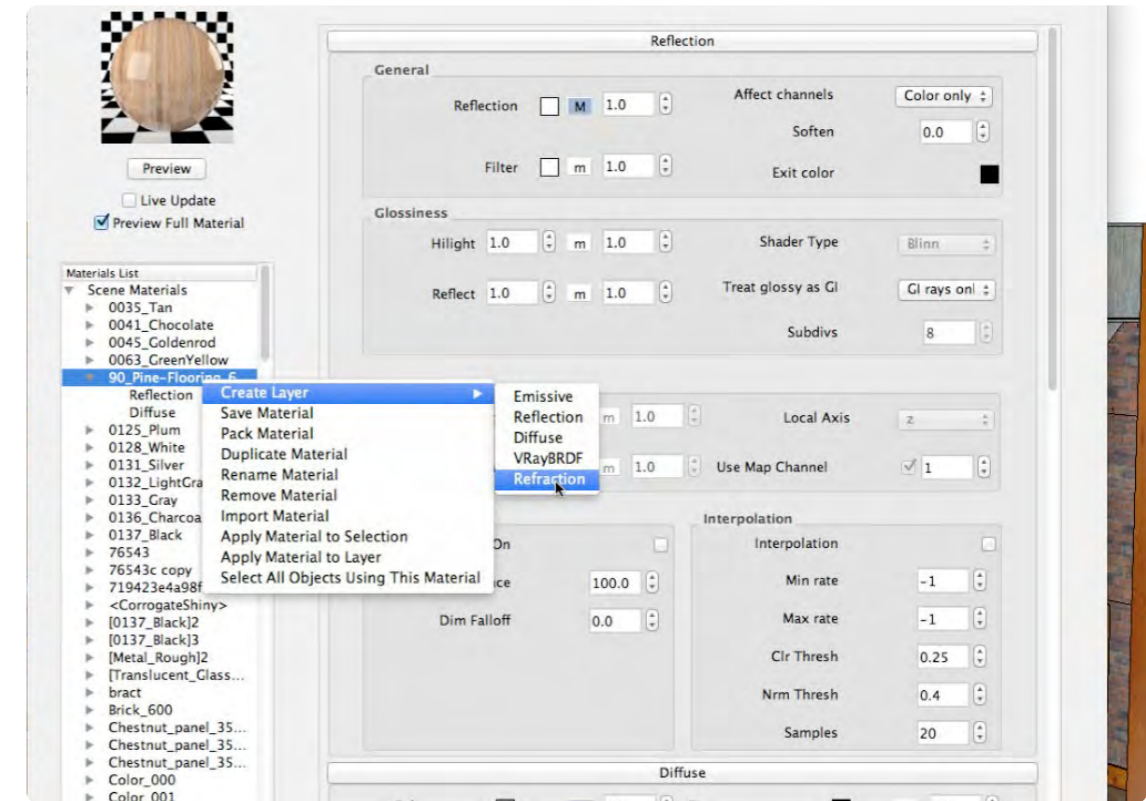 Preview
Live Update
Preview Full Material
Materials List
Scene Materials
0035_Tan
0041_Chocolate
0045_Goldenrod
0063_GreenYellow
90_Pine-Flooring_6
Reflection
Diffuse
0125_Plum
0128_White
0131_Silver
0132_LightGra
0133_Gray
0136_Charcoa
0137_Black
76543
76543c copy
719423e4a98f
<CorrogateShiny>
[0137_Black]2
[0137_Black]3
[Metal_Rough]2
[Translucent_Glass...
bract
Brick_600
Chestnut_panel_35...
Chestnut_panel_35...
Chestnut_panel_35...
Color_000
Color_001
Create Layer
Save Material
Pack Material
Duplicate Material
Rename Material
Remove Material
Import Material
Apply Material to Selection
Apply Material to Layer
Select All Objects Using This Material
Emissive
Reflection
Diffuse
VRayBRDF
Refraction
Reflection
General
Reflection M 1.0 Affect channels Color only
Soften 0.0
Filter m 1.0 Exit color
Glossiness
Hilight 1.0 m 1.0 Shader Type Blinn
Reflect 1.0 m 1.0 Treat glossy as GI GI rays onl
Subdivs 8
m 1.0 Local Axis z
m 1.0 Use Map Channel 1
On
100.0
Dim Falloff 0.0
Interpolation
Interpolation
Min rate -1
Max rate -1
Clr Thresh 0.25
Nrm Thresh 0.4
Samples 20
Diffuse